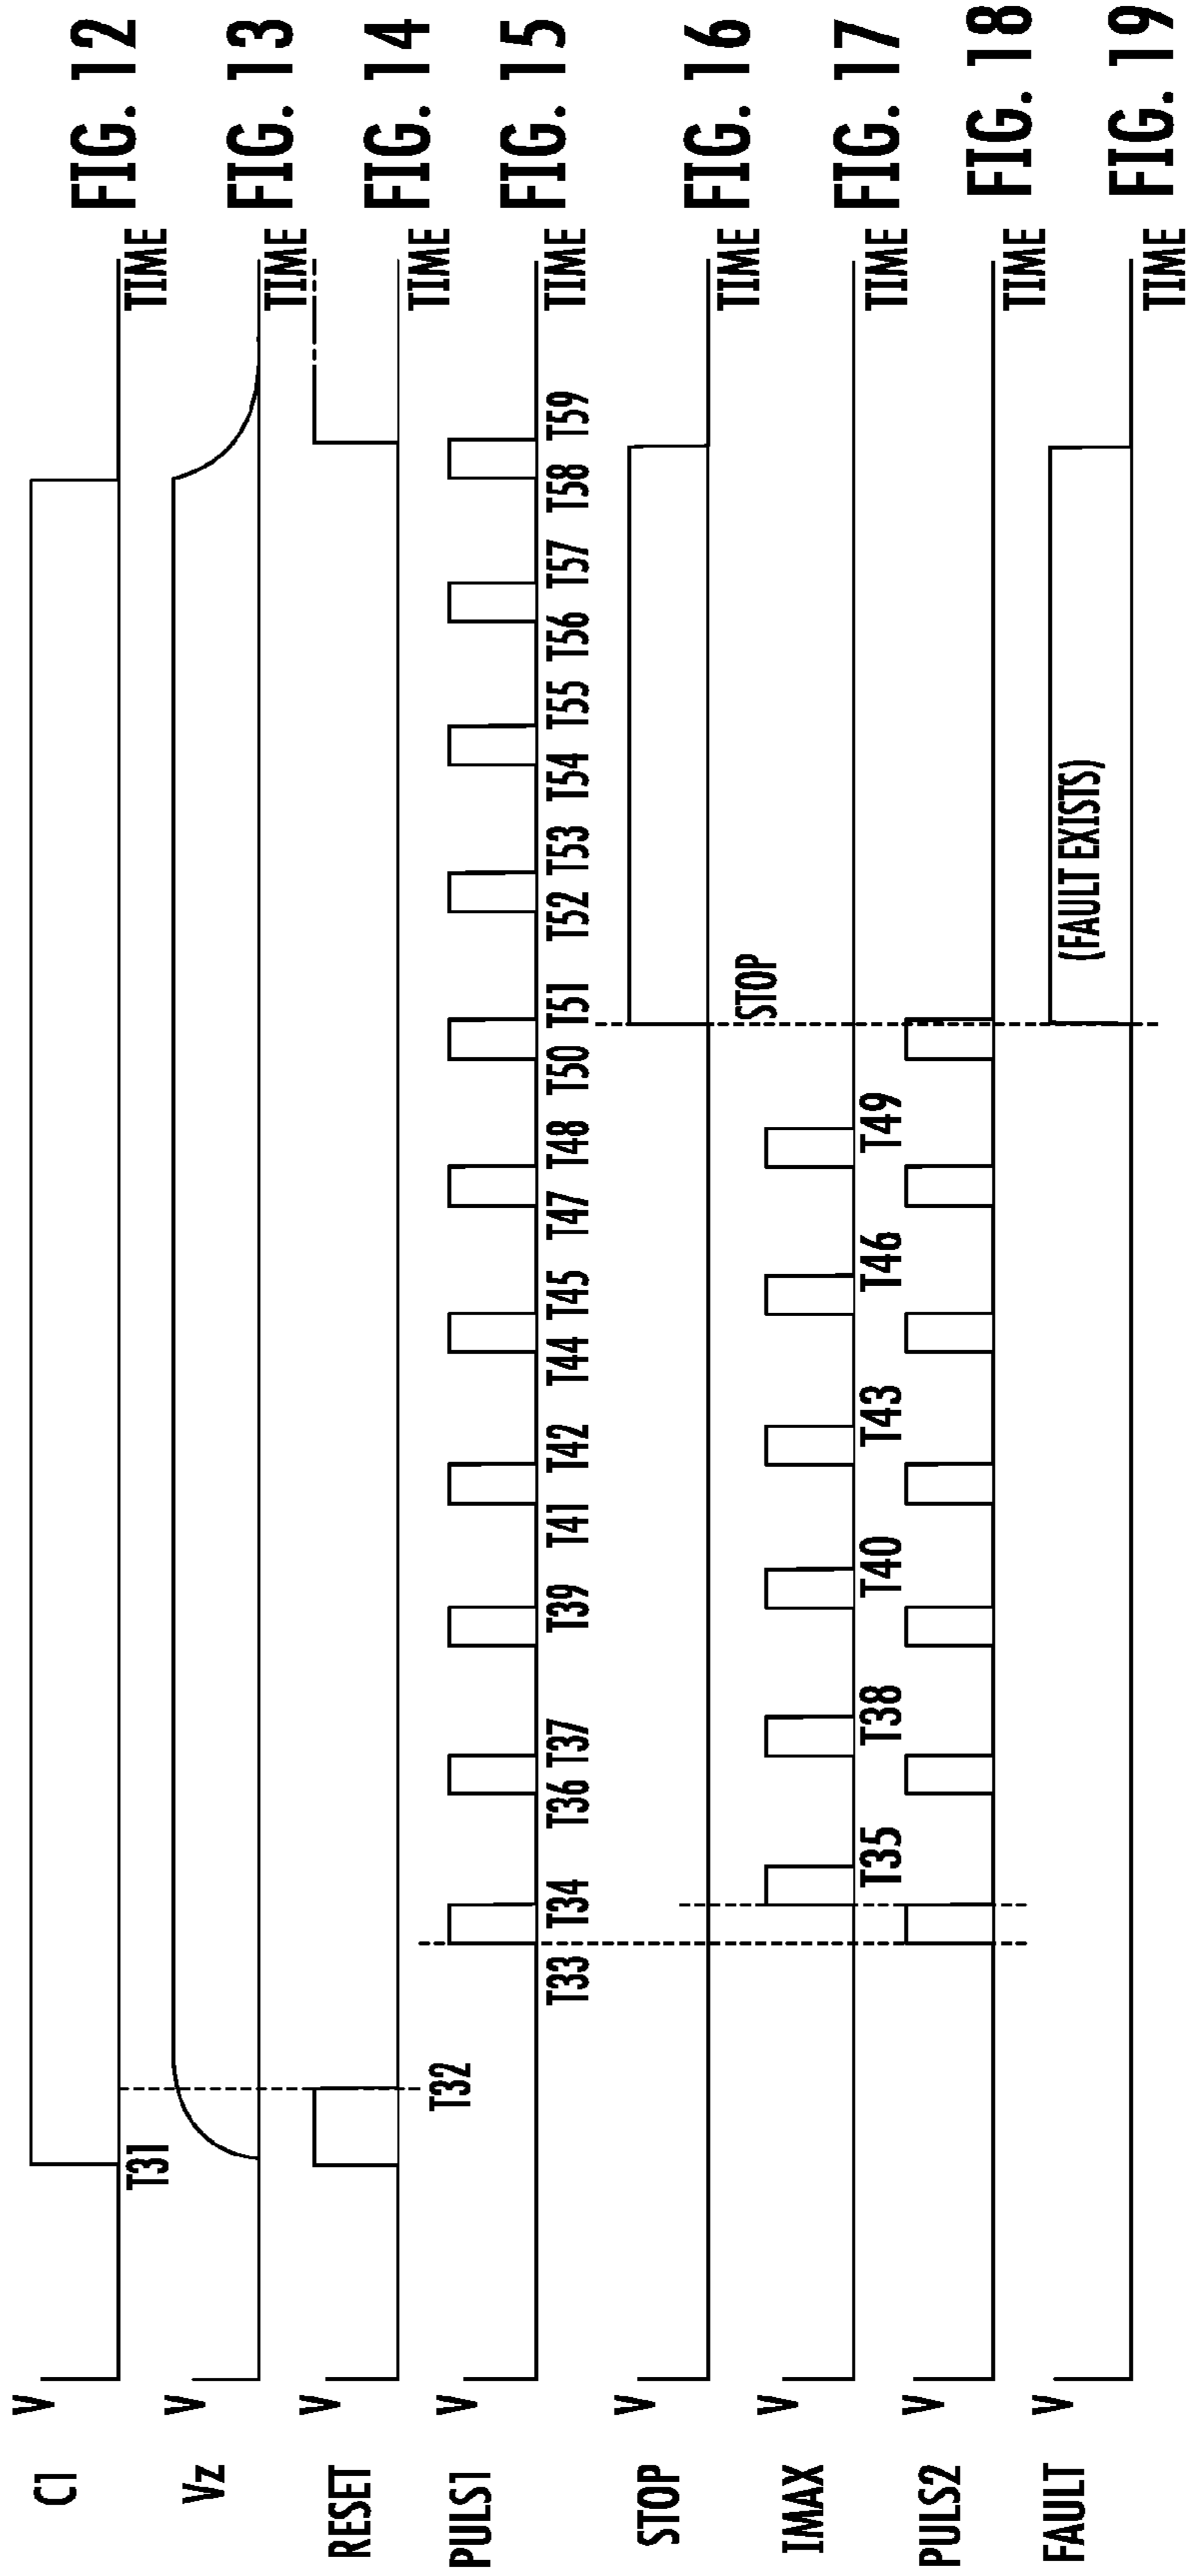 C1 V T31 TIME FIG. 12
Vz V TIME FIG. 13
RESET V T32 TIME FIG. 14
PULS1 V T33 T34 T36 T37 T39 T41 T42 T44 T45 T47 T48 T50 T51 T52 T53 T54 T55 T56 T57 T58 T59 TIME FIG. 15
STOP V STOP TIME FIG. 16
IMAX V T35 T38 T40 T43 T46 T49 TIME FIG. 17
PULS2 V TIME FIG. 18
FAULT V (FAULT EXISTS) TIME FIG. 19